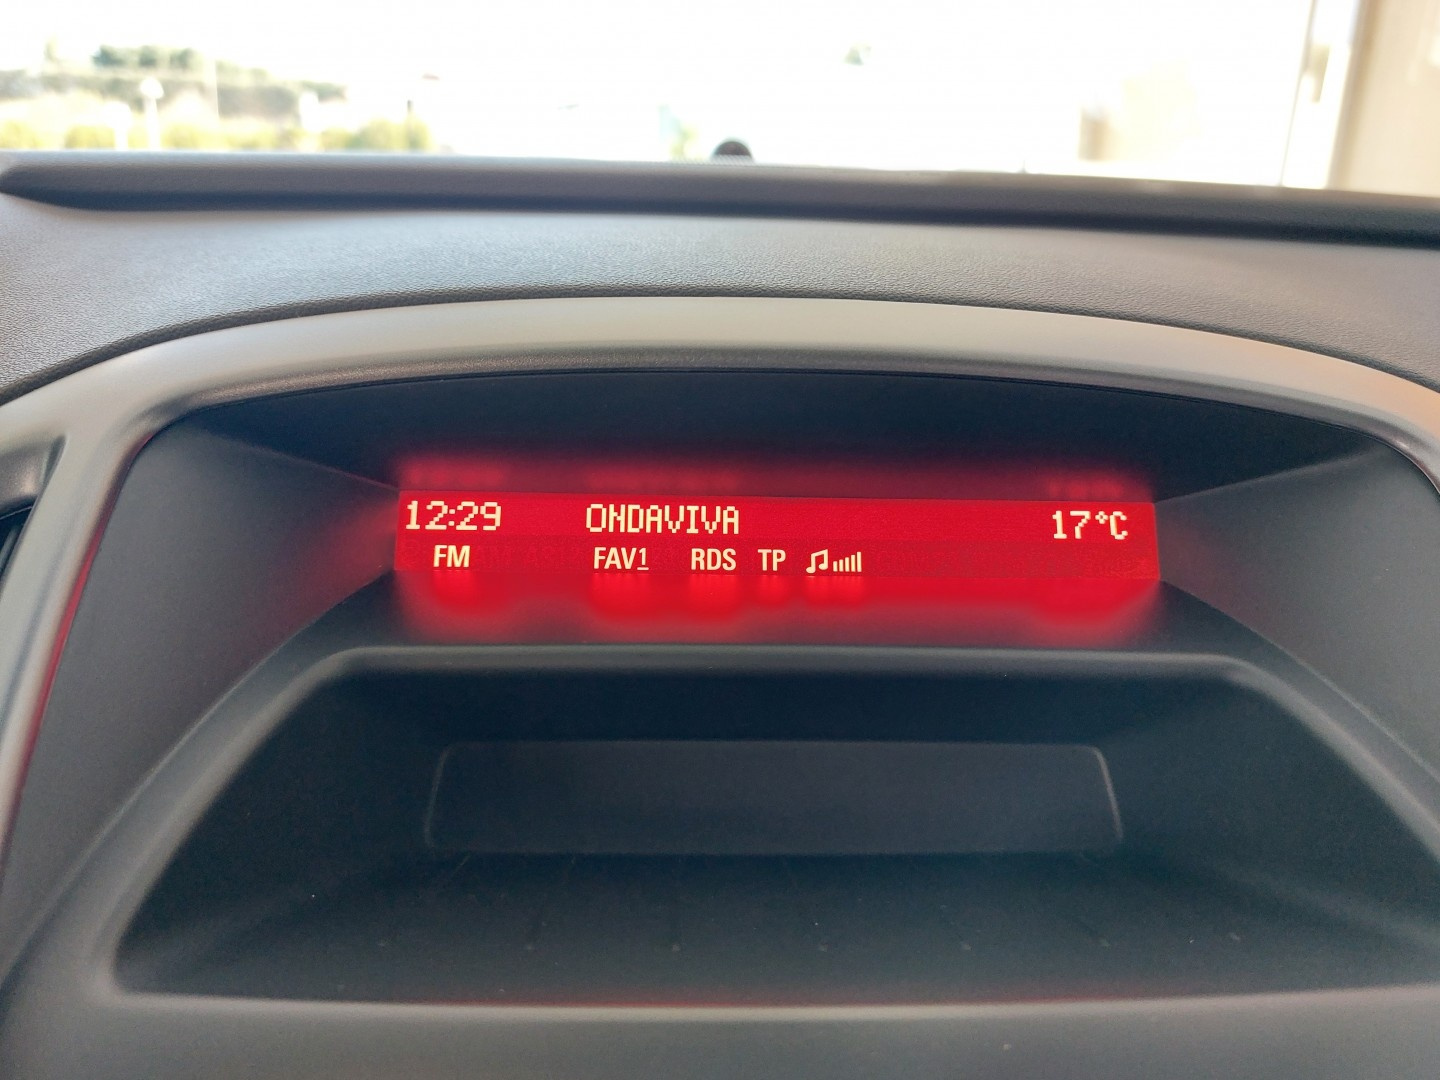 12:29 ONDAVIVA 17°C
FM FAV1 RDS TP